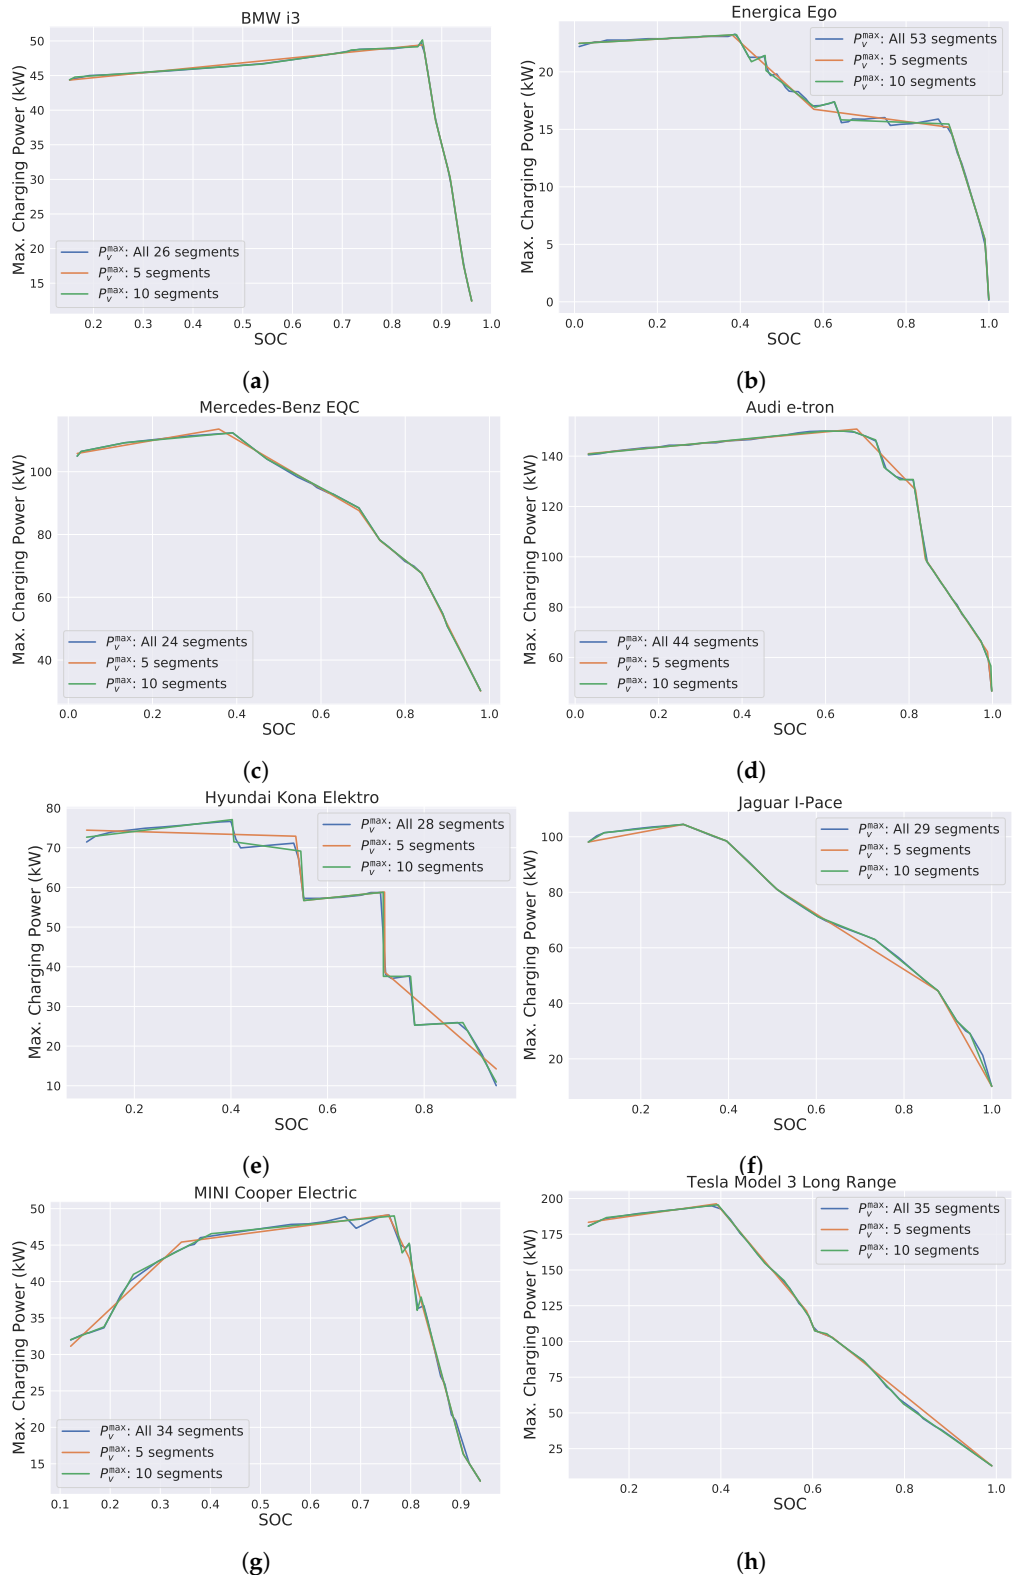 BMW i3
Max. Charging Power (kW)
50
45
40
35
30
25
20
15
P_v^max: All 26 segments
P_v^max: 5 segments
P_v^max: 10 segments
0.2 0.3 0.4 0.5 0.6 0.7 0.8 0.9 1.0
SOC
(a)
Energica Ego
Max. Charging Power (kW)
20
15
10
5
0
P_v^max: All 53 segments
P_v^max: 5 segments
P_v^max: 10 segments
0.0 0.2 0.4 0.6 0.8 1.0
SOC
(b)
Mercedes-Benz EQC
Max. Charging Power (kW)
100
80
60
40
P_v^max: All 24 segments
P_v^max: 5 segments
P_v^max: 10 segments
0.0 0.2 0.4 0.6 0.8 1.0
SOC
(c)
Audi e-tron
Max. Charging Power (kW)
140
120
100
80
60
P_v^max: All 44 segments
P_v^max: 5 segments
P_v^max: 10 segments
0.0 0.2 0.4 0.6 0.8 1.0
SOC
(d)
Hyundai Kona Elektro
Max. Charging Power (kW)
80
70
60
50
40
30
20
10
P_v^max: All 28 segments
P_v^max: 5 segments
P_v^max: 10 segments
0.2 0.4 0.6 0.8
SOC
(e)
Jaguar I-Pace
Max. Charging Power (kW)
100
80
60
40
20
P_v^max: All 29 segments
P_v^max: 5 segments
P_v^max: 10 segments
0.2 0.4 0.6 0.8 1.0
SOC
(f)
MINI Cooper Electric
Max. Charging Power (kW)
50
45
40
35
30
25
20
15
P_v^max: All 34 segments
P_v^max: 5 segments
P_v^max: 10 segments
0.1 0.2 0.3 0.4 0.5 0.6 0.7 0.8 0.9
SOC
(g)
Tesla Model 3 Long Range
Max. Charging Power (kW)
200
175
150
125
100
75
50
25
P_v^max: All 35 segments
P_v^max: 5 segments
P_v^max: 10 segments
0.2 0.4 0.6 0.8 1.0
SOC
(h)